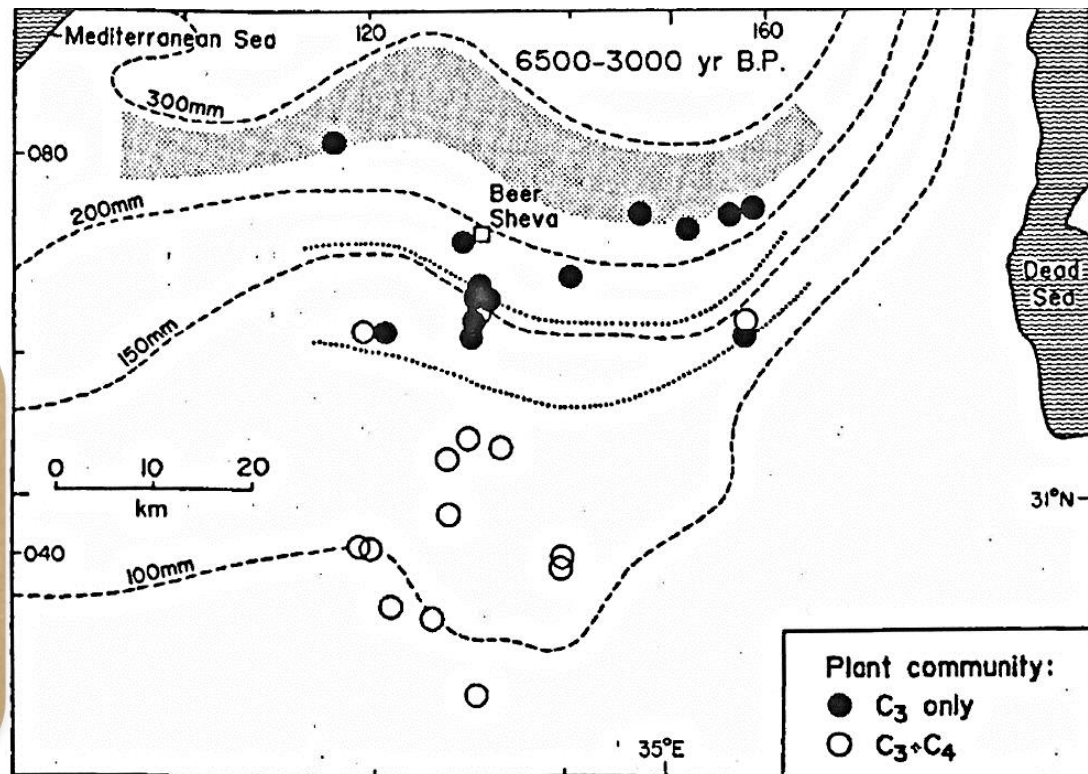 Mediterranean Sea
120
160
6500-3000 yr B.P.
300mm
080
200mm
Beer
Sheva
Dead
Sea
150mm
0 10 20
km
31°N
040
100mm
35°E
Plant community:
C₃ only
C₃+C₄